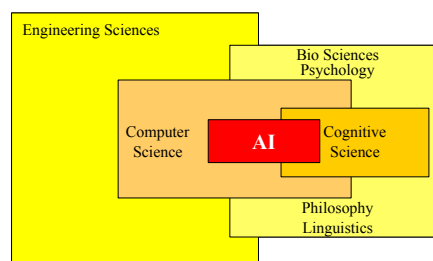 Engineering Sciences
Bio Sciences
Psychology
Computer
Science
AI
Cognitive
Science
Philosophy
Linguistics